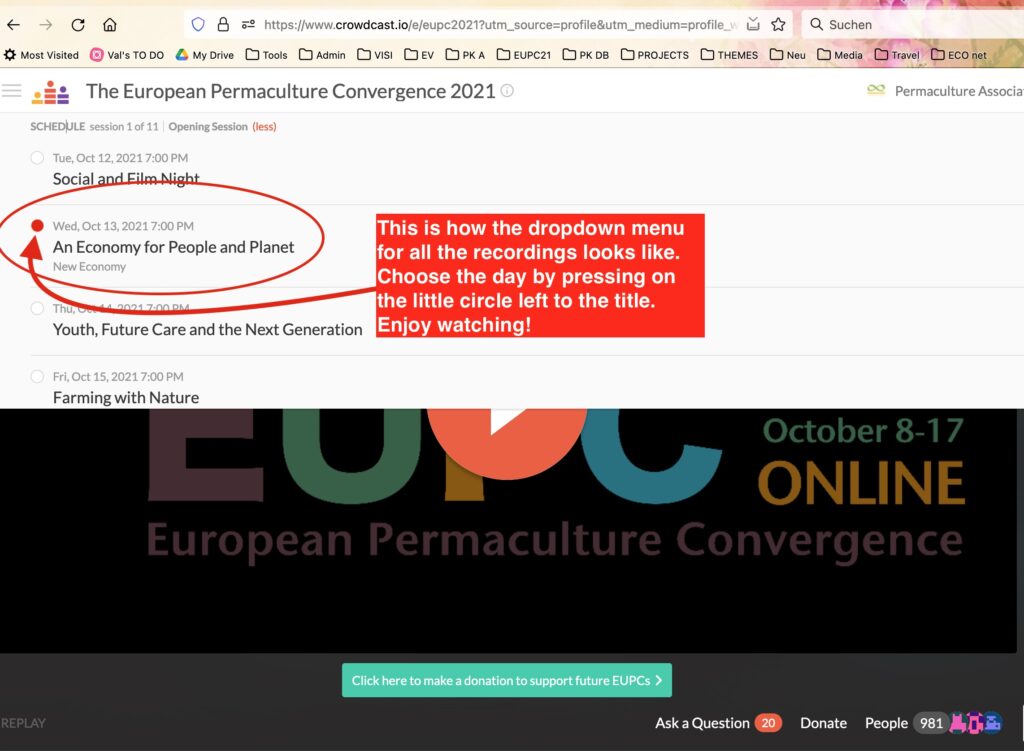 https://www.crowdcast.io/e/eupc2021?utm_source=profile&utm_medium=profile_w
Suchen
Most Visited Val's TO DO My Drive Tools Admin VISI EV PK A EUPC21 PK DB PROJECTS THEMES Neu Media Travel ECO net
The European Permaculture Convergence 2021
Permaculture Associa
SCHEDULE session 1 of 11 | Opening Session (less)
Tue, Oct 12, 2021 7:00 PM
Social and Film Night
Wed, Oct 13, 2021 7:00 PM
An Economy for People and Planet
New Economy
This is how the dropdown menu
for all the recordings looks like.
Choose the day by pressing on
the little circle left to the title.
Enjoy watching!
Thu, Oct 14, 2021 7:00 PM
Youth, Future Care and the Next Generation
Fri, Oct 15, 2021 7:00 PM
Farming with Nature
EUPC
October 8-17
ONLINE
European Permaculture Convergence
Click here to make a donation to support future EUPCs
REPLAY
Ask a Question 20 Donate People 981